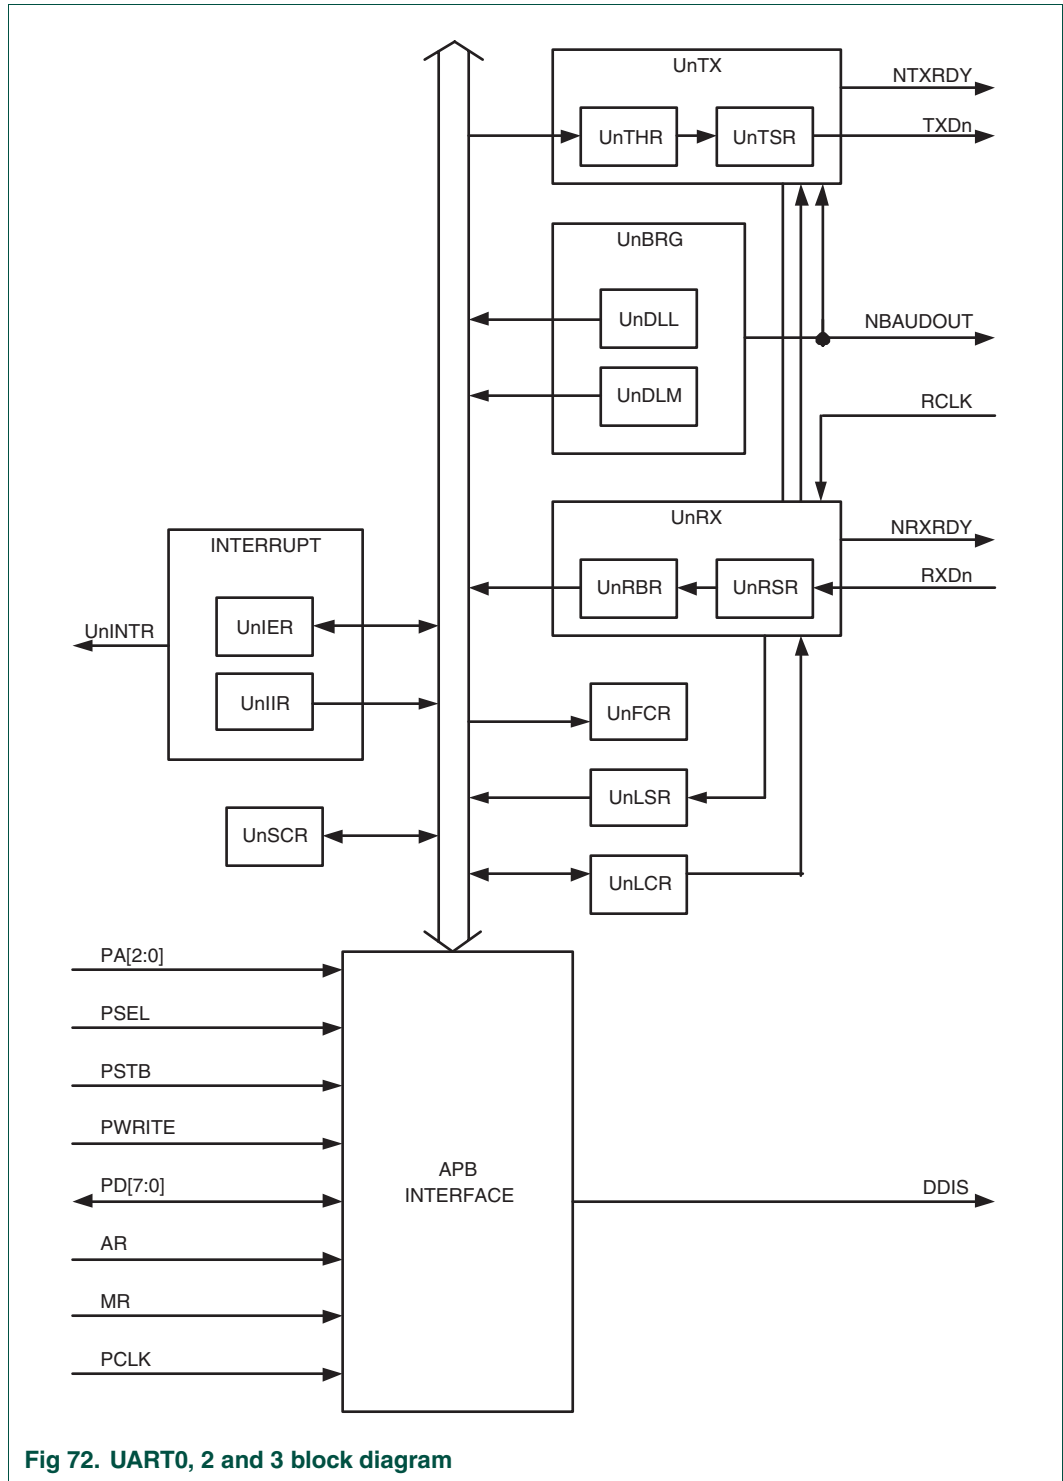 UnTX
NTXRDY
UnTHR
UnTSR
TXDn
UnBRG
UnDLL
NBAUDOUT
UnDLM
RCLK
UnRX
NRXRDY
UnRBR
UnRSR
RXDn
INTERRUPT
UnIER
UnINTR
UnIIR
UnFCR
UnLSR
UnSCR
UnLCR
PA[2:0]
PSEL
PSTB
PWRITE
PD[7:0]
AR
MR
PCLK
APB
INTERFACE
DDIS
Fig 72. UART0, 2 and 3 block diagram